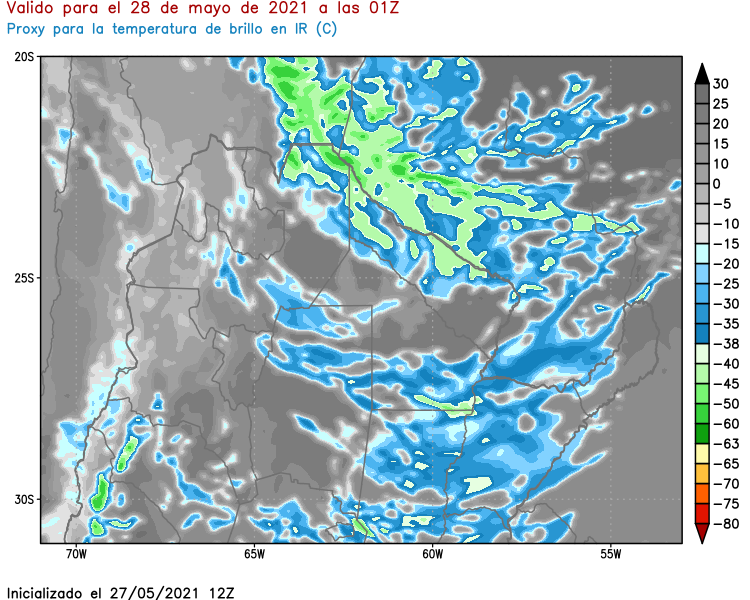 Valido para el 28 de mayo de 2021 a las 01Z
Proxy para la temperatura de brillo en IR (C)
20S
25S
30S
70W
65W
60W
55W
30
25
20
15
10
0
−5
−10
−15
−20
−25
−30
−35
−38
−40
−45
−50
−60
−63
−65
−70
−75
−80
Inicializado el 27/05/2021 12Z